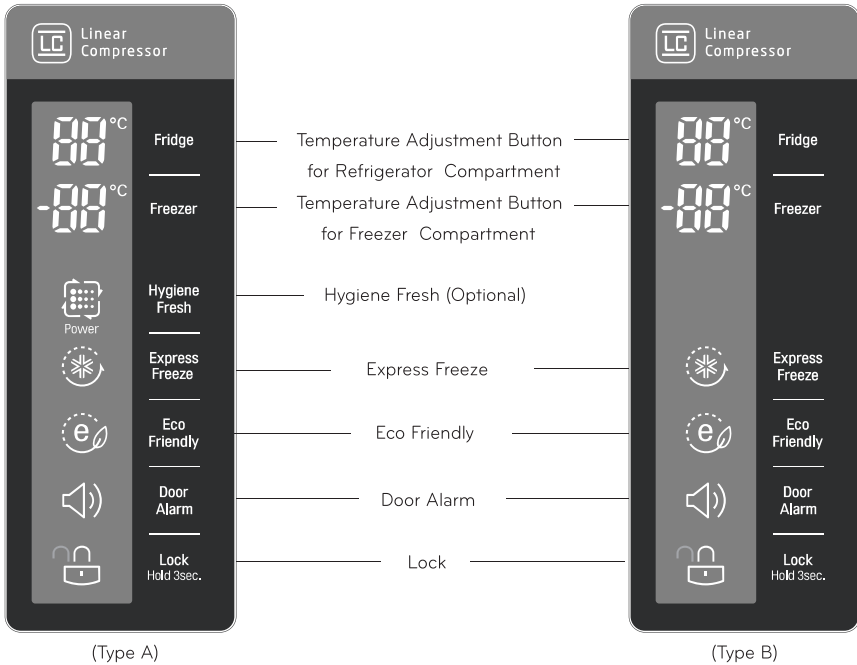 LC Linear
Compressor
88 °C
Fridge
-88 °C
Freezer
Power
Hygiene
Fresh
Express
Freeze
e
Eco
Friendly
Door
Alarm
Lock
Hold 3sec.
(Type A)
Temperature Adjustment Button
for Refrigerator Compartment
Temperature Adjustment Button
for Freezer Compartment
Hygiene Fresh (Optional)
Express Freeze
Eco Friendly
Door Alarm
Lock
LC Linear
Compressor
88 °C
Fridge
-88 °C
Freezer
Express
Freeze
e
Eco
Friendly
Door
Alarm
Lock
Hold 3sec.
(Type B)